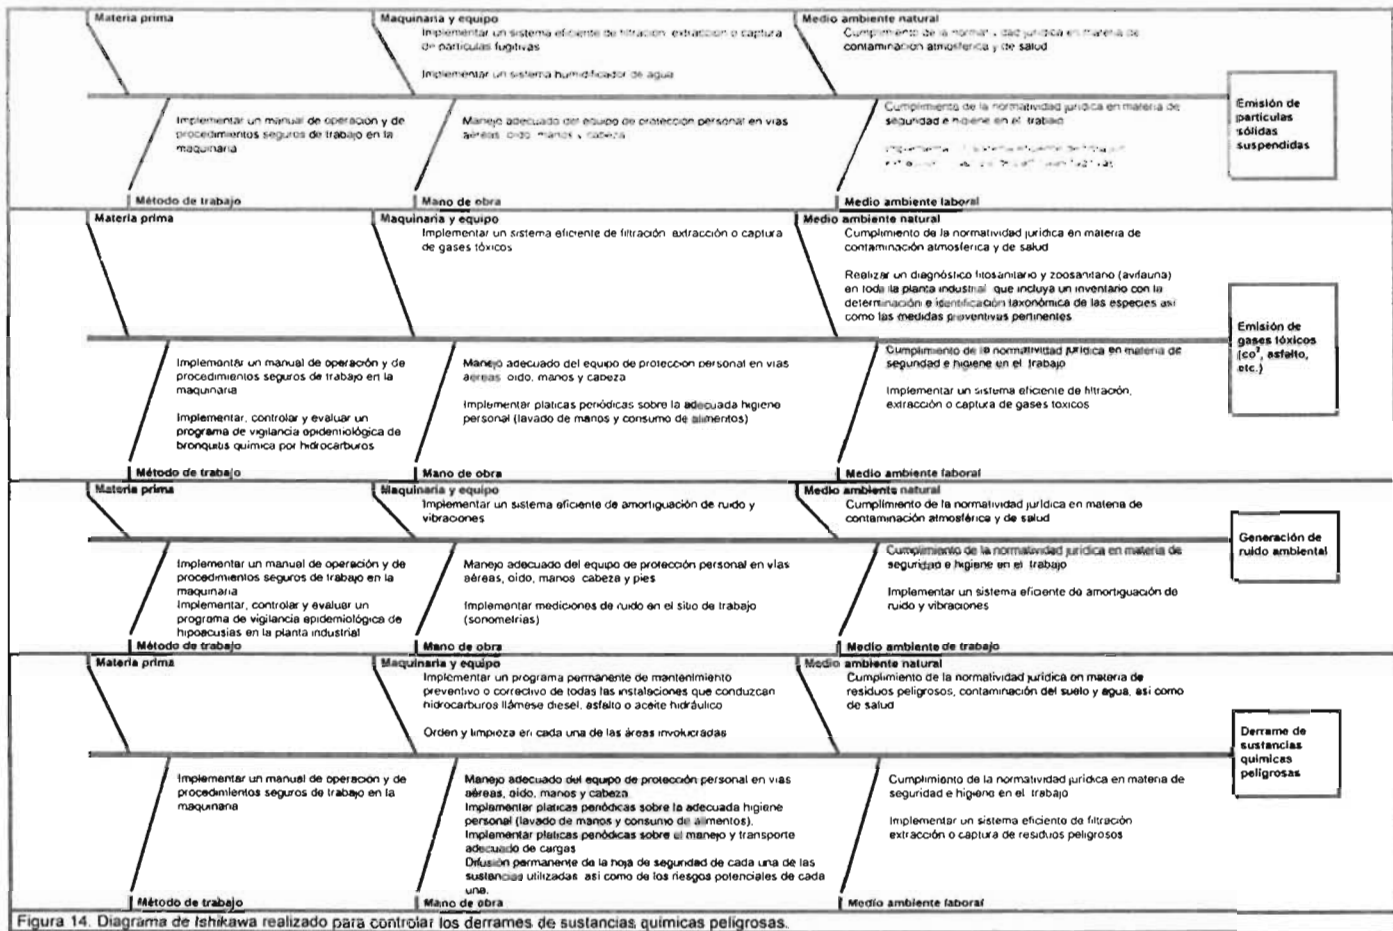 Materia prima
Maquinaria y equipo
Implementar un sistema eficiente de filtración extracción o captura
de partículas fugitivas
Implementar un sistema humidificador de agua
Medio ambiente natural
Cumplimiento de la normatividad jurídica en materia de
contaminación atmosférica y de salud
Emisión de
partículas
sólidas
suspendidas
Implementar un manual de operación y de
procedimientos seguros de trabajo en la
maquinaria
Método de trabajo
Manejo adecuado del equipo de protección personal en vías
aéreas oído manos y cabeza
Mano de obra
Cumplimiento de la normatividad jurídica en materia de
seguridad e higiene en el trabajo
Medio ambiente laboral
Materia prima
Maquinaria y equipo
Implementar un sistema eficiente de filtración extracción o captura
de gases tóxicos
Medio ambiente natural
Cumplimiento de la normatividad jurídica en materia de
contaminación atmosférica y de salud
Realizar un diagnóstico fitosanitario y zoosanitario (avifauna)
en toda la planta industrial que incluya un inventario con la
determinación e identificación taxonómica de las especies así
como las medidas preventivas pertinentes
Emisión de
gases tóxicos
(co², asfalto,
etc.)
Implementar un manual de operación y de
procedimientos seguros de trabajo en la
maquinaria
Implementar, controlar y evaluar un
programa de vigilancia epidemiológica de
bronquitis química por hidrocarburos
Método de trabajo
Manejo adecuado del equipo de protección personal en vías
aéreas oído, manos y cabeza
Implementar platicas periódicas sobre la adecuada higiene
personal (lavado de manos y consumo de alimentos)
Mano de obra
Cumplimiento de la normatividad jurídica en materia de
seguridad e higiene en el trabajo
Implementar un sistema eficiente de filtración,
extracción o captura de gases tóxicos
Medio ambiente laboral
Materia prima
Maquinaria y equipo
Implementar un sistema eficiente de amortiguación de ruido y
vibraciones
Medio ambiente natural
Cumplimiento de la normatividad jurídica en materia de
contaminación atmosférica y de salud
Generación de
ruido ambiental
Implementar un manual de operación y de
procedimientos seguros de trabajo en la
maquinaria
Implementar, controlar y evaluar un
programa de vigilancia epidemiológica de
hipoacusias en la planta industrial
Método de trabajo
Manejo adecuado del equipo de protección personal en vías
aéreas, oído, manos cabeza y pies
Implementar mediciones de ruido en el sitio de trabajo
(sonometrías)
Mano de obra
Cumplimiento de la normatividad jurídica en materia de
seguridad e higiene en el trabajo
Implementar un sistema eficiente de amortiguación de
ruido y vibraciones
Medio ambiente de trabajo
Materia prima
Maquinaria y equipo
Implementar un programa permanente de mantenimiento
preventivo o correctivo de todas las instalaciones que conduzcan
hidrocarburos llámese diesel, asfalto o aceite hidráulico
Orden y limpieza en cada una de las áreas involucradas
Medio ambiente natural
Cumplimiento de la normatividad jurídica en materia de
residuos peligrosos, contaminación del suelo y agua, así como
de salud
Derrame de
sustancias
químicas
peligrosas
Implementar un manual de operación y de
procedimientos seguros de trabajo en la
maquinaria
Método de trabajo
Manejo adecuado del equipo de protección personal en vías
aéreas, oído, manos y cabeza
Implementar platicas periódicas sobre la adecuada higiene
personal (lavado de manos y consumo de alimentos).
Implementar platicas periódicas sobre el manejo y transporte
adecuado de cargas
Difusión permanente de la hoja de seguridad de cada una de las
sustancias utilizadas así como de los riesgos potenciales de cada
una.
Mano de obra
Cumplimiento de la normatividad jurídica en materia de
seguridad e higiene en el trabajo
Implementar un sistema eficiente de filtración
extracción o captura de residuos peligrosos
Medio ambiente laboral
Figura 14. Diagrama de Ishikawa realizado para controlar los derrames de sustancias químicas peligrosas.